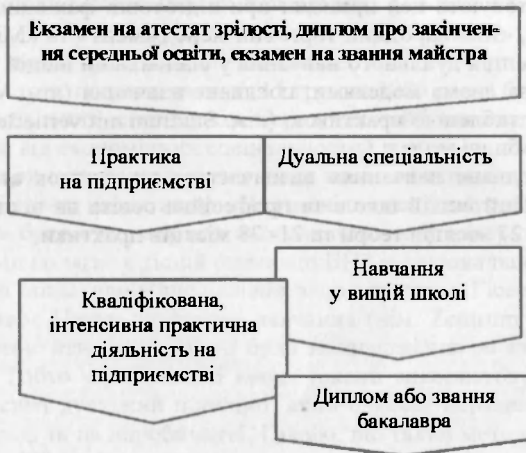 Екзамен на атестат зрілості, диплом про закінчен-
ня середньої освіти, екзамен на звання майстра
Практика
на підприємстві
Дуальна спеціальність
Кваліфікована,
інтенсивна практична
діяльність на
підприємстві
Навчання
у вищій школі
Диплом або звання
бакалавра